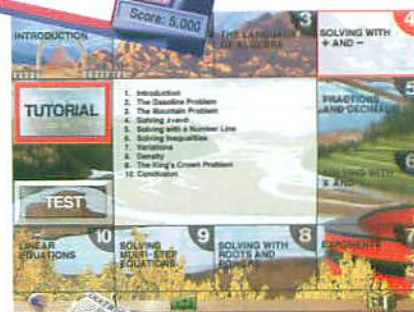 Score: 5,000
INTRODUCTION
3
THE LANGUAGE
OF ALGEBRA
4
SOLVING WITH
+ AND −
TUTORIAL
1. Introduction
2. The Gasoline Problem
3. The Mountain Problem
4. Solving
5. Solving with a Number Line
6. Solving Inequalities
7. Variations
8. Density
9. The King's Crown Problem
10. Conclusion
5
FRACTIONS
AND DECIMALS
TEST
SOLVING WITH
X AND
10
LINEAR
EQUATIONS
9
SOLVING
MULTI-STEP
EQUATIONS
8
SOLVING WITH
ROOTS AND
POWERS
7
EXPONENTS